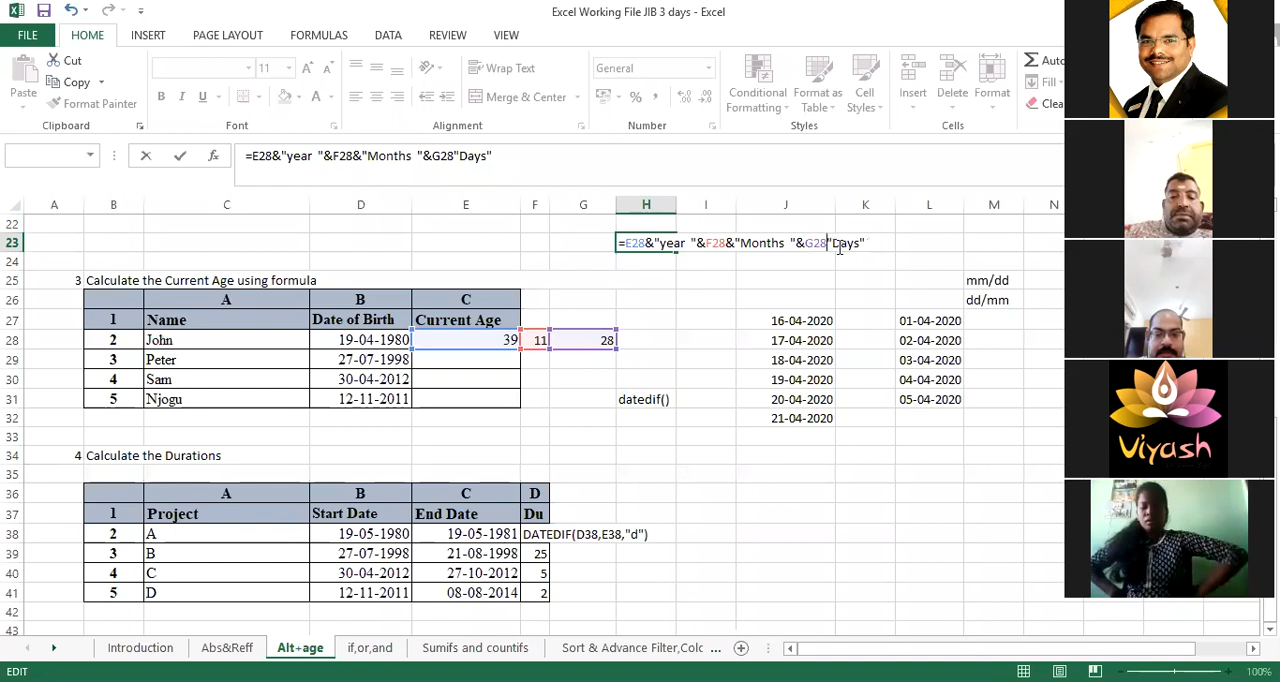 Excel Working File JIB 3 days - Excel
FILE HOME INSERT PAGE LAYOUT FORMULAS DATA REVIEW VIEW
Cut
Copy
Format Painter
Paste
11
Wrap Text
Merge & Center
General
Conditional Formatting
Format as Table
Cell Styles
Insert Delete Format
Auto
Fill
Clea
Clipboard Font Alignment Number Styles Cells
=E28&"year "&F28&"Months "&G28"Days"
A B C D E F G H I J K L M N
22
23 =E28&"year "&F28&"Months "&G28"Days"
24
25 3 Calculate the Current Age using formula mm/dd
26 A B C dd/mm
27 1 Name Date of Birth Current Age 16-04-2020 01-04-2020
28 2 John 19-04-1980 39 11 28 17-04-2020 02-04-2020
29 3 Peter 27-07-1998 18-04-2020 03-04-2020
30 4 Sam 30-04-2012 19-04-2020 04-04-2020
31 5 Njogu 12-11-2011 datedif() 20-04-2020 05-04-2020
32 21-04-2020
33
34 4 Calculate the Durations
35
36 A B C D
37 1 Project Start Date End Date Du
38 2 A 19-05-1980 19-05-1981 DATEDIF(D38,E38,"d")
39 3 B 27-07-1998 21-08-1998 25
40 4 C 30-04-2012 27-10-2012 5
41 5 D 12-11-2011 08-08-2014 2
42
43
Introduction Abs&Reff Alt+age if,or,and Sumifs and countifs Sort & Advance Filter,Colc ...
EDIT 100%
Viyash